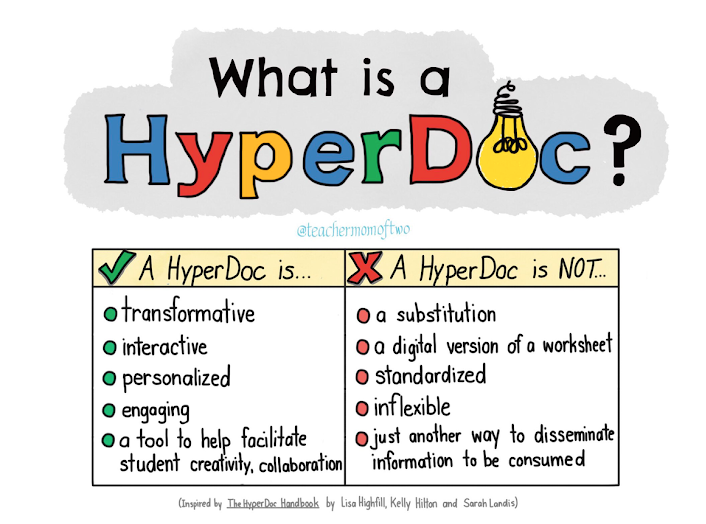 What is a
HyperDoc?
@teachermomoftwo
A HyperDoc is...
transformative
interactive
personalized
engaging
a tool to help facilitate
student creativity, collaboration
A HyperDoc is NOT...
a substitution
a digital version of a worksheet
standardized
inflexible
just another way to disseminate
information to be consumed
(Inspired by The HyperDoc Handbook by Lisa Highfill, Kelly Hilton and Sarah Landis)